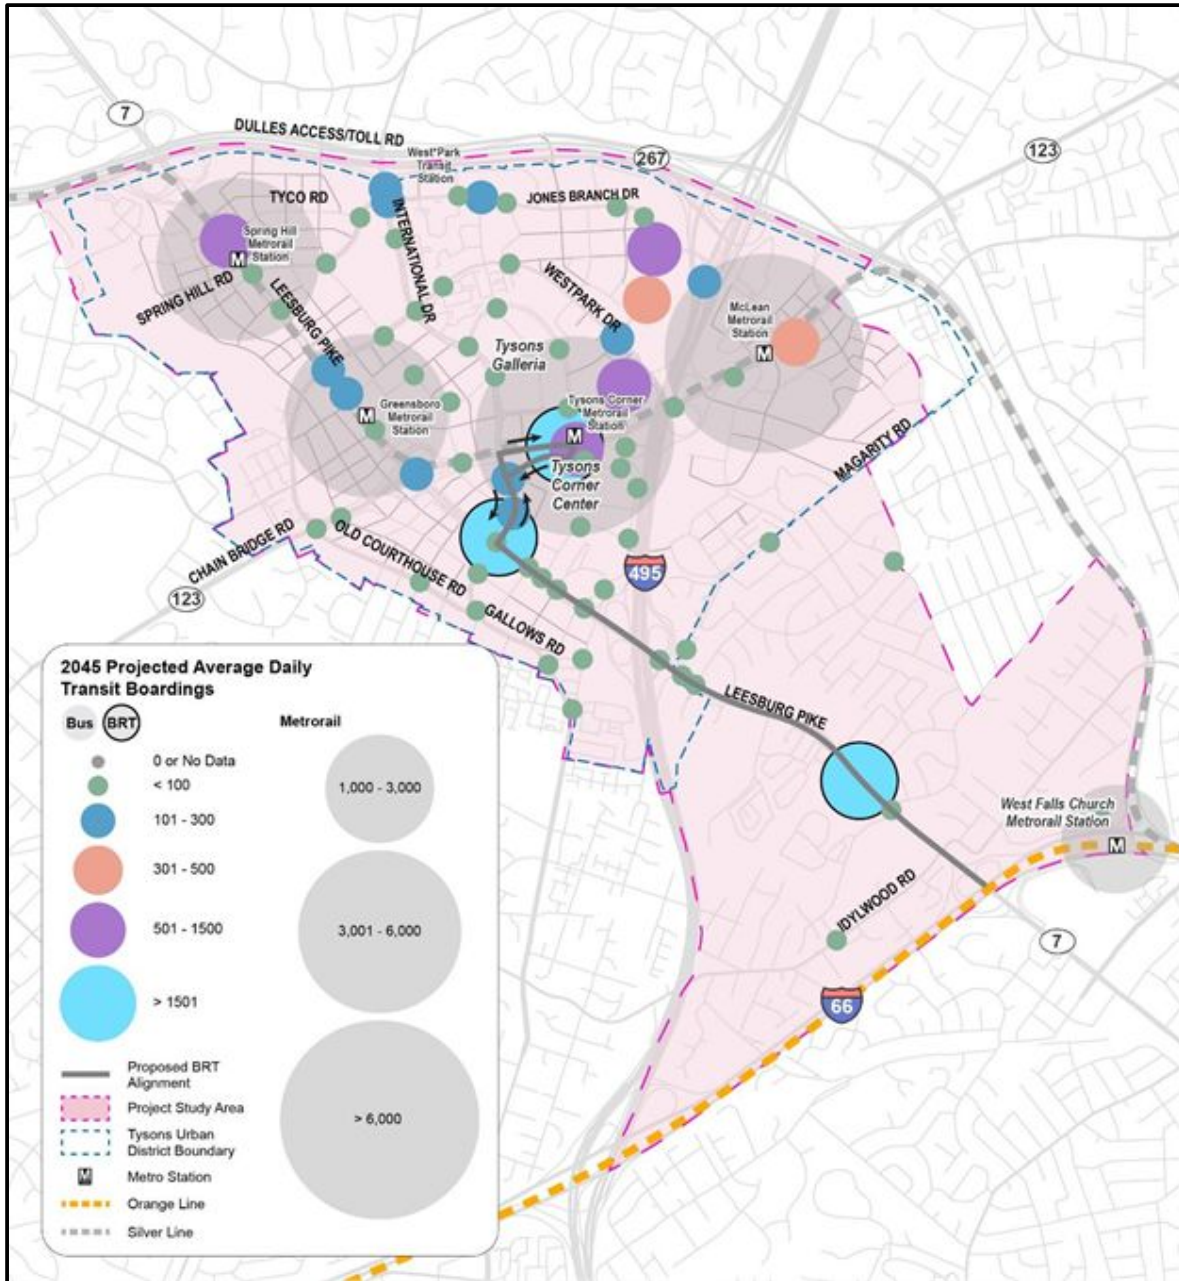 7
DULLES ACCESS/TOLL RD
267
123
West*Park
Transit
Station
TYCO RD
JONES BRANCH DR
INTERNATIONAL DR
Spring Hill
Metrorail
Station
M
SPRING HILL RD
LEESBURG PIKE
WESTPARK DR
McLean
Metrorail
Station
M
Tysons
Galleria
Greensboro
Metrorail
Station
M
Tysons Corner
Metrorail
Station
M
Tysons
Corner
Center
MAGARITY RD
CHAIN BRIDGE RD
OLD COURTHOUSE RD
495
123
GALLOWS RD
LEESBURG PIKE
West Falls Church
Metrorail Station
M
IDYLWOOD RD
7
66
2045 Projected Average Daily
Transit Boardings
Bus BRT
Metrorail
0 or No Data
< 100
101 - 300
301 - 500
501 - 1500
> 1501
1,000 - 3,000
3,001 - 6,000
> 6,000
Proposed BRT
Alignment
Project Study Area
Tysons Urban
District Boundary
M Metro Station
Orange Line
Silver Line